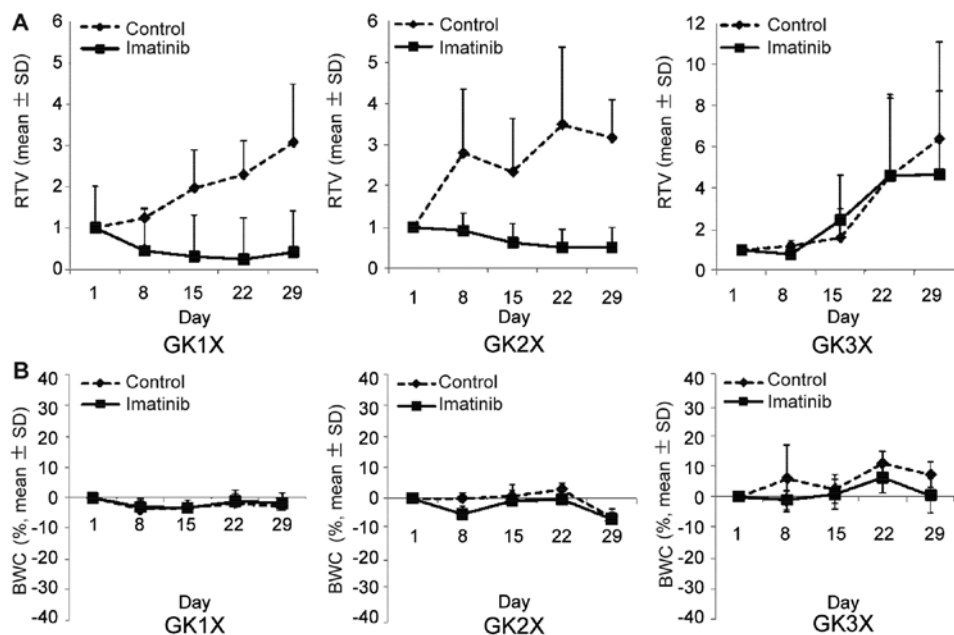 A
Control
Imatinib
RTV (mean ± SD)
6
5
4
3
2
1
0
1 8 15 22 29
Day
GK1X
Control
Imatinib
RTV (mean ± SD)
6
5
4
3
2
1
0
1 8 15 22 29
Day
GK2X
Control
Imatinib
RTV (mean ± SD)
12
10
8
6
4
2
0
1 8 15 22 29
Day
GK3X
B
Control
Imatinib
BWC (%, mean ± SD)
40
30
20
10
0
-10
-20
-30
-40
1 8 15 22 29
Day
GK1X
Control
Imatinib
BWC (%, mean ± SD)
40
30
20
10
0
-10
-20
-30
-40
1 8 15 22 29
Day
GK2X
Control
Imatinib
BWC (%, mean ± SD)
40
30
20
10
0
-10
-20
-30
-40
1 8 15 22 29
Day
GK3X